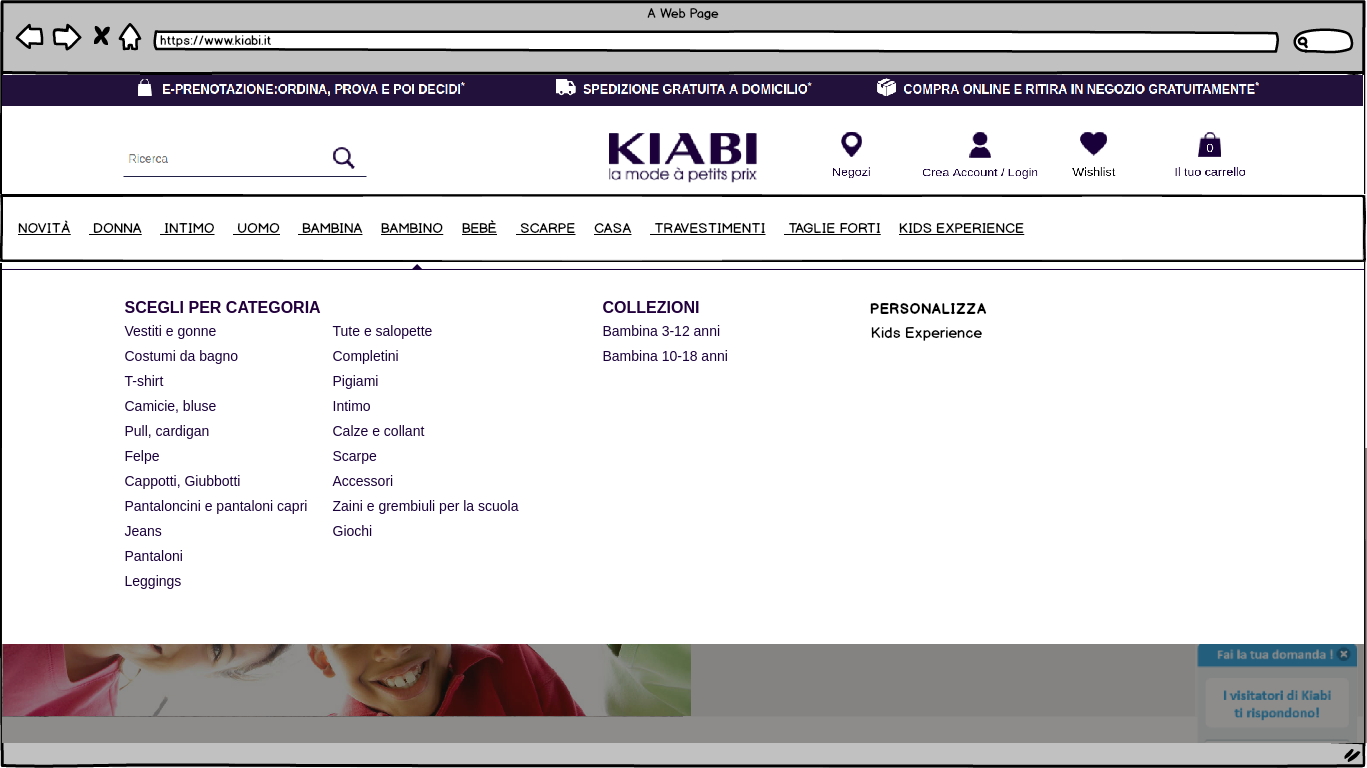 A Web Page
https://www.kiabi.it
E-PRENOTAZIONE:ORDINA, PROVA E POI DECIDI*
SPEDIZIONE GRATUITA A DOMICILIO*
COMPRA ONLINE E RITIRA IN NEGOZIO GRATUITAMENTE*
Ricerca
KIABI
la mode à petits prix
Negozi
Crea Account / Login
Wishlist
0
Il tuo carrello
NOVITÀ DONNA INTIMO UOMO BAMBINA BAMBINO BEBÈ SCARPE CASA TRAVESTIMENTI TAGLIE FORTI KIDS EXPERIENCE
SCEGLI PER CATEGORIA
Vestiti e gonne
Costumi da bagno
T-shirt
Camicie, bluse
Pull, cardigan
Felpe
Cappotti, Giubbotti
Pantaloncini e pantaloni capri
Jeans
Pantaloni
Leggings
Tute e salopette
Completini
Pigiami
Intimo
Calze e collant
Scarpe
Accessori
Zaini e grembiuli per la scuola
Giochi
COLLEZIONI
Bambina 3-12 anni
Bambina 10-18 anni
PERSONALIZZA
Kids Experience
Fai la tua domanda !
I visitatori di Kiabi
ti rispondono!